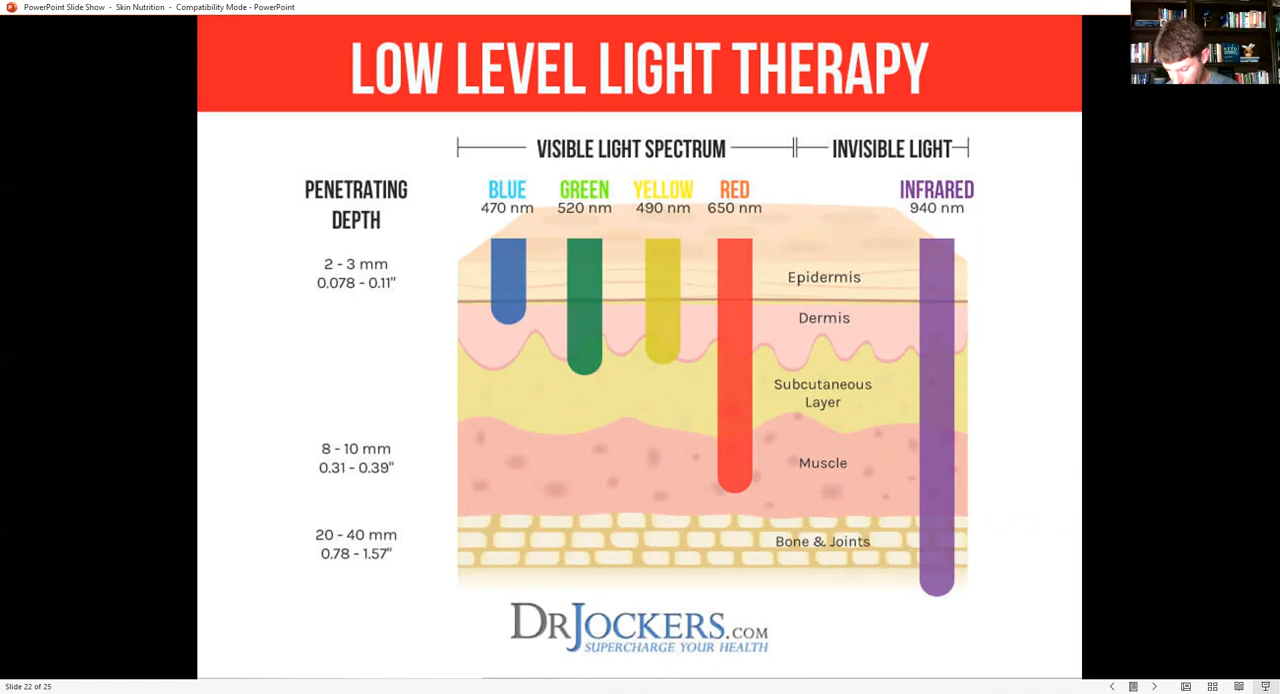 PowerPoint Slide Show - Skin Nutrition - Compatibility Mode - PowerPoint
LOW LEVEL LIGHT THERAPY
VISIBLE LIGHT SPECTRUM
INVISIBLE LIGHT
PENETRATING
DEPTH
BLUE
470 nm
GREEN
520 nm
YELLOW
490 nm
RED
650 nm
INFRARED
940 nm
2 - 3 mm
0.078 - 0.11"
Epidermis
Dermis
Subcutaneous
Layer
8 - 10 mm
0.31 - 0.39"
Muscle
20 - 40 mm
0.78 - 1.57"
Bone & Joints
DRJOCKERS.COM
SUPERCHARGE YOUR HEALTH
Slide 22 of 25